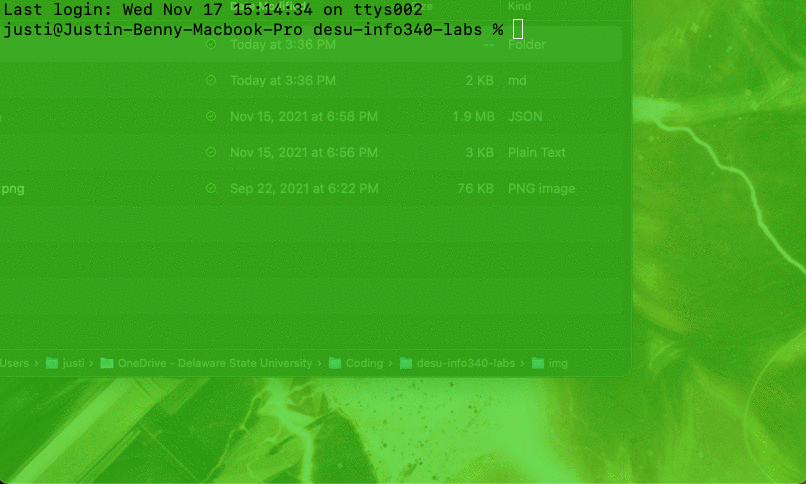 Last login: Wed Nov 17 15:14:34 on ttys002
Kind
justi@Justin-Benny-Macbook-Pro desu-info340-labs %
Today at 3:36 PM -- Folder
Today at 3:36 PM 2 KB md
Nov 15, 2021 at 6:58 PM 1.9 MB JSON
Nov 15, 2021 at 6:56 PM 3 KB Plain Text
.png Sep 22, 2021 at 6:22 PM 76 KB PNG image
Users › justi › OneDrive - Delaware State University › Coding › desu-info340-labs › img